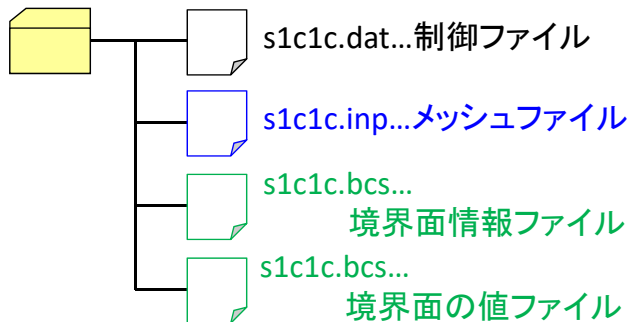 s1c1c.dat...制御ファイル
s1c1c.inp...メッシュファイル
s1c1c.bcs...
境界面情報ファイル
s1c1c.bcs...
境界面の値ファイル